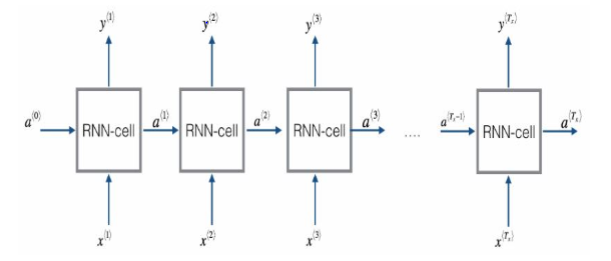 y⟨1⟩ y⟨2⟩ y⟨3⟩ y⟨Tx⟩
a⟨0⟩ RNN-cell a⟨1⟩ RNN-cell a⟨2⟩ RNN-cell a⟨3⟩ .... a⟨Tx-1⟩ RNN-cell a⟨Tx⟩
x⟨1⟩ x⟨2⟩ x⟨3⟩ x⟨Tx⟩